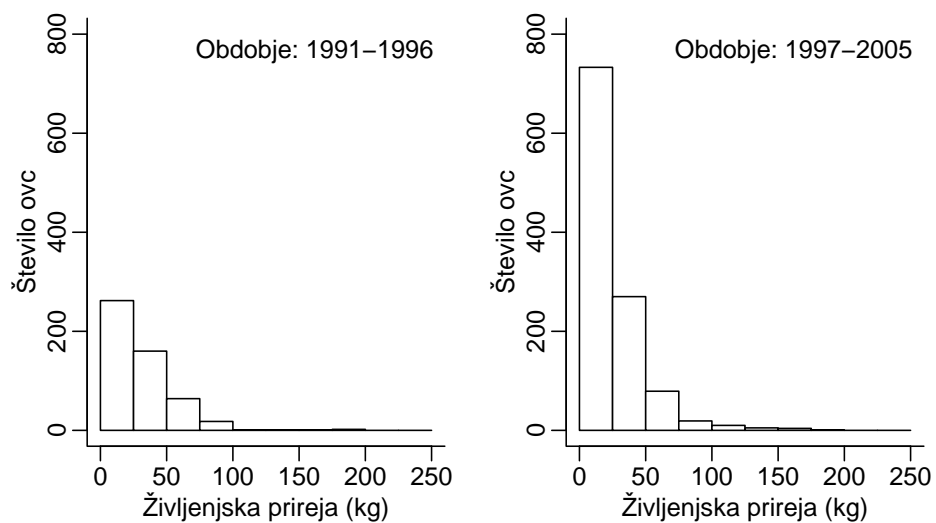 Obdobje: 1991−1996
800
600
400
200
0
Število ovc
0 50 100 150 200 250
Življenjska prireja (kg)
Obdobje: 1997−2005
800
600
400
200
0
Število ovc
0 50 100 150 200 250
Življenjska prireja (kg)